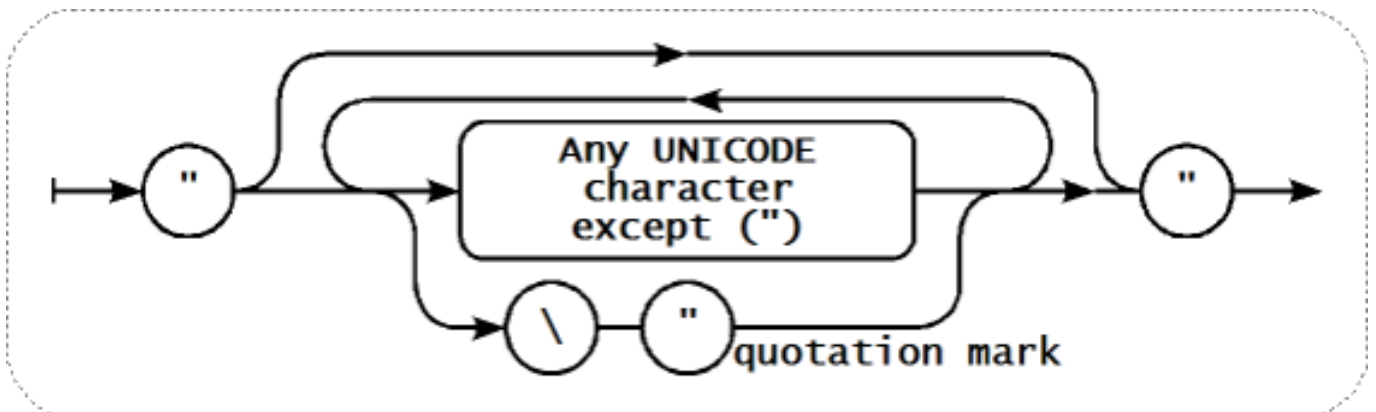 Any UNICODE
" character "
except (")
\ "
quotation mark